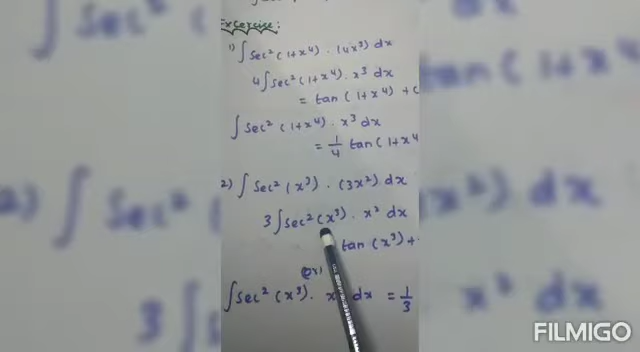 Excercise:
1) ∫ Sec² (1+x⁴) · (4x³) dx
4 ∫ Sec² (1+x⁴) · x³ dx
= tan (1+x⁴) + C
∫ Sec² (1+x⁴) · x³ dx
= 1/4 tan (1+x⁴
2) ∫ Sec² (x³) · (3x²) dx
3 ∫ Sec² (x³) · x² dx
tan (x³) +
∫ Sec² (x³) · x dx = 1/3
FILMIGO